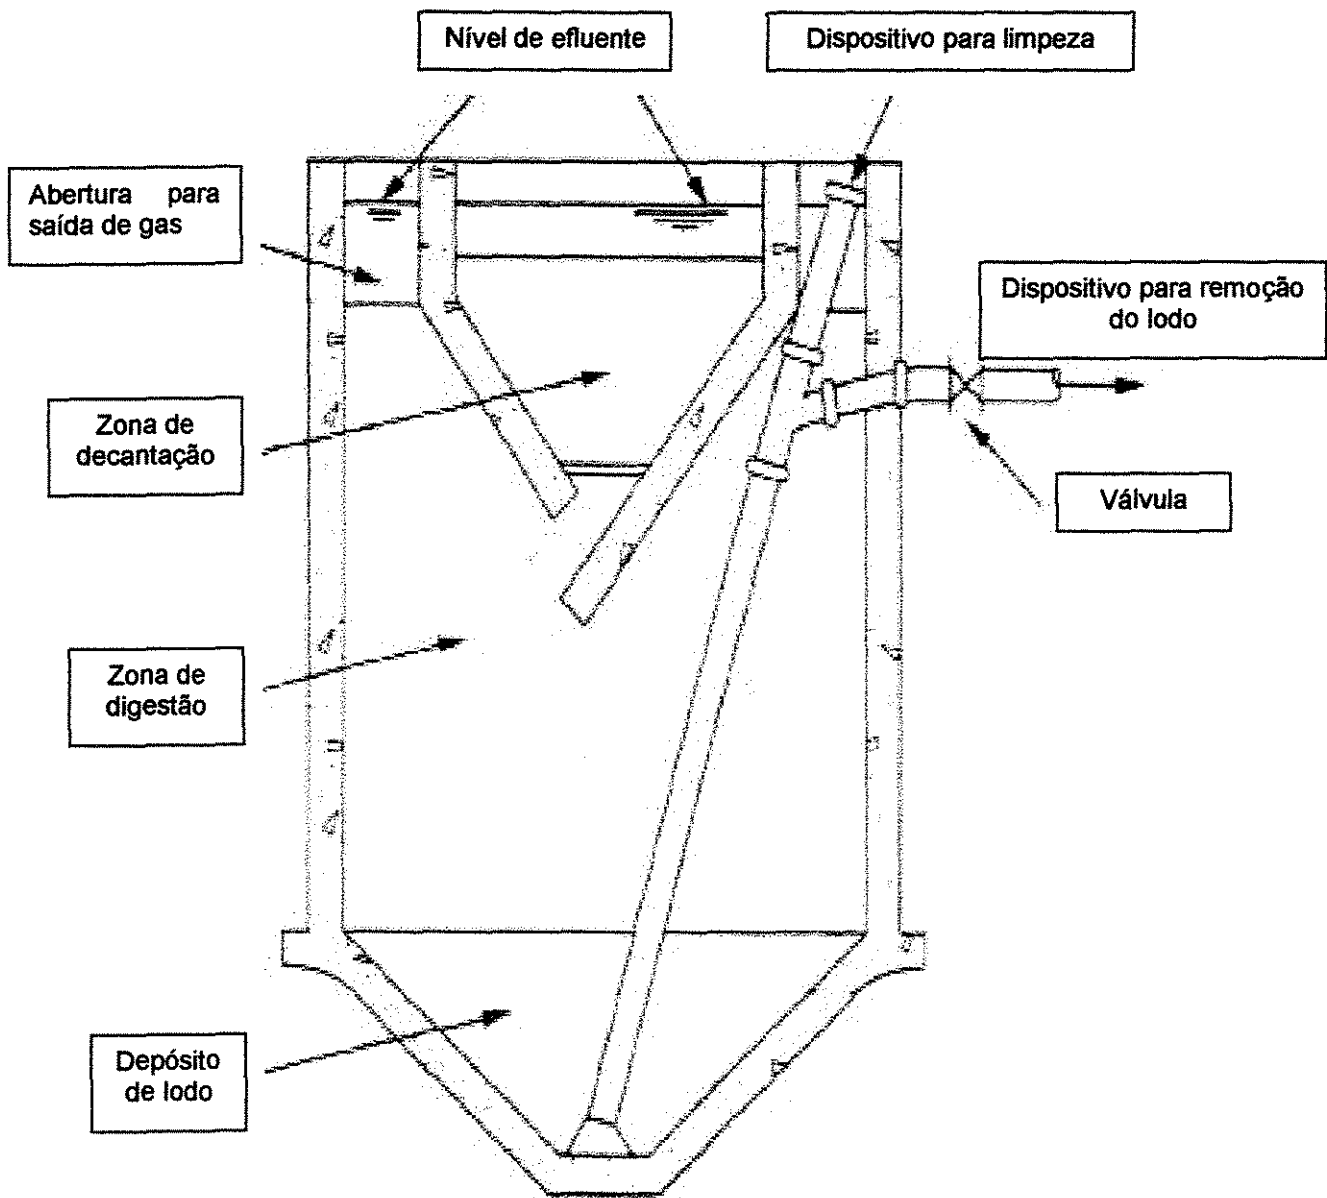 Nível de efluente
Dispositivo para limpeza
Abertura para
saída de gas
Dispositivo para remoção
do lodo
Zona de
decantação
Válvula
Zona de
digestão
Depósito
de lodo